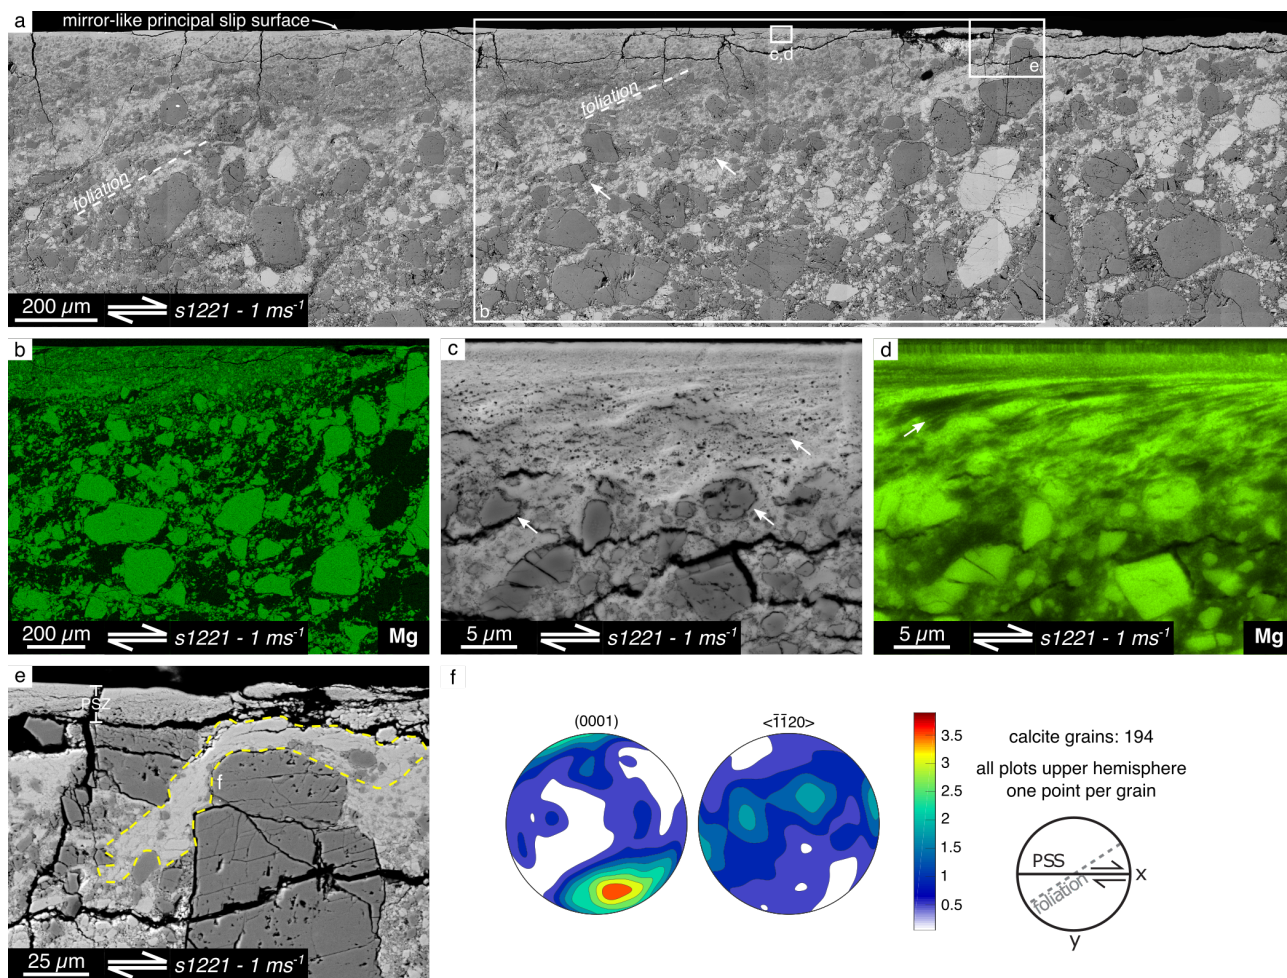 a
mirror-like principal slip surface
c,d
e
foliation
foliation
b
200 µm
s1221 - 1 ms⁻¹
b
200 µm
s1221 - 1 ms⁻¹
Mg
c
5 µm
s1221 - 1 ms⁻¹
d
5 µm
s1221 - 1 ms⁻¹
Mg
e
PSZ
f
25 µm
s1221 - 1 ms⁻¹
f
(0001)
<1̄1̄20>
3.5
3
2.5
2
1.5
1
0.5
calcite grains: 194
all plots upper hemisphere
one point per grain
PSS
x
foliation
y